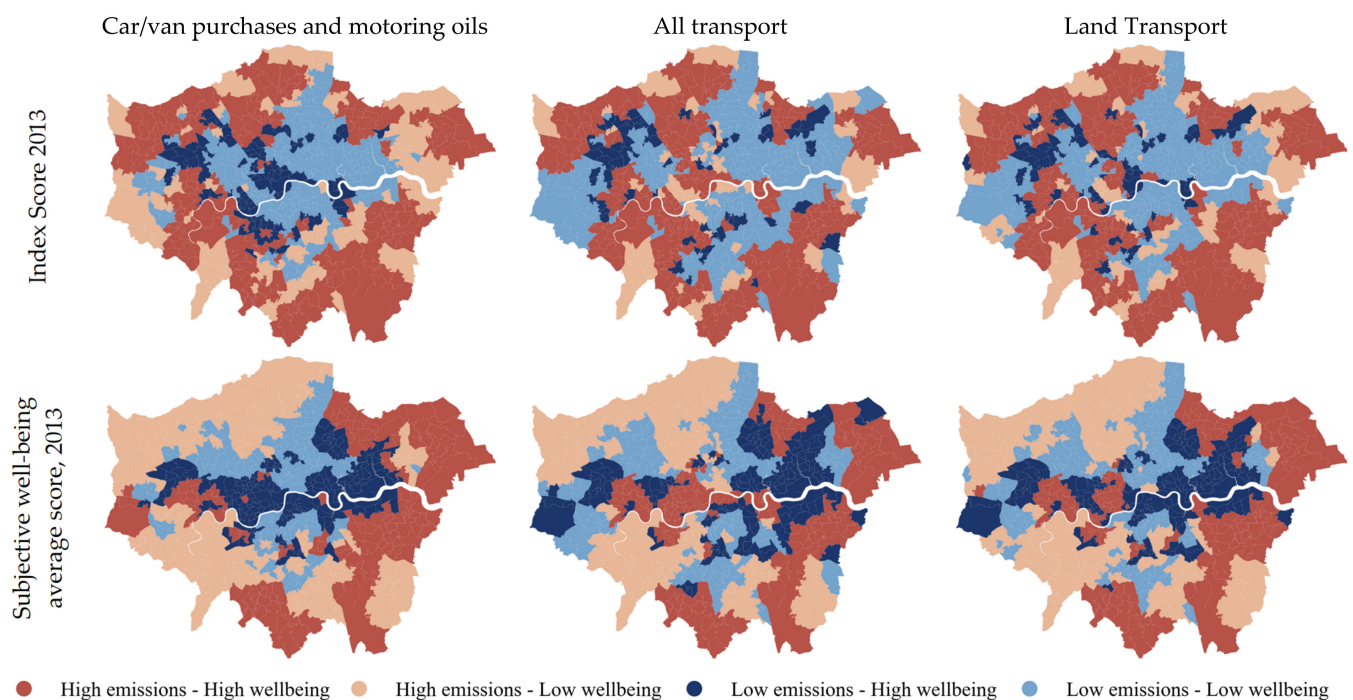 Car/van purchases and motoring oils
All transport
Land Transport
Index Score 2013
Subjective well-being
average score, 2013
High emissions - High wellbeing
High emissions - Low wellbeing
Low emissions - High wellbeing
Low emissions - Low wellbeing